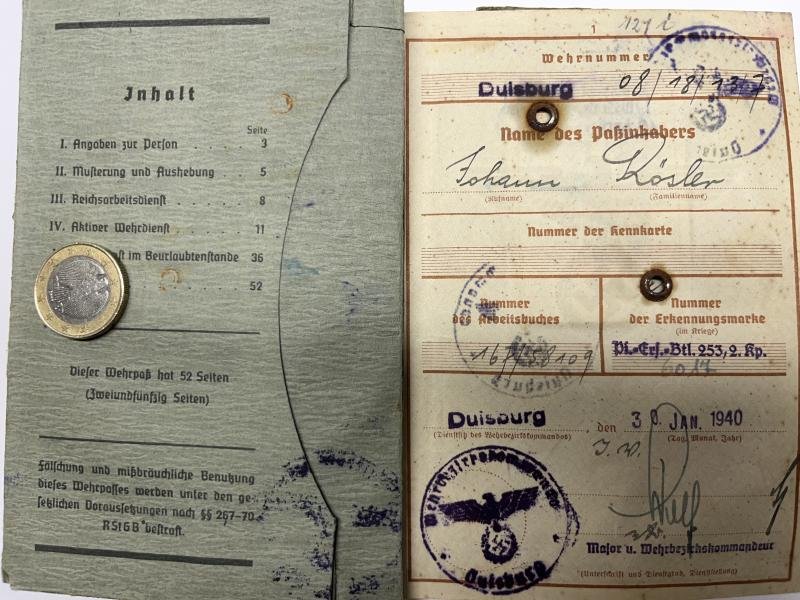 Inhalt
Seite
I. Angaben zur Person . . . . 3
II. Musterung und Aushebung . . 5
III. Reichsarbeitsdienst . . . . 8
IV. Aktiver Wehrdienst . . . . 11
im Beurlaubtenstande 36
52
Dieser Wehrpaß hat 52 Seiten
(Zweiundfünfzig Seiten)
Fälschung und mißbräuchliche Benutzung
dieses Wehrpasses werden unter den ge-
setzlichen Voraussetzungen nach §§ 267-70
RStGB bestraft.
1
Wehrnummer
Duisburg 08/18/13/7
Name des Paßinhabers
Johann Kösler
(Rufname) (Familienname)
Nummer der Kennkarte
Nummer
des Arbeitsbuches
Nummer
der Erkennungsmarke
(im Kriege)
Pi.-Ers.-Btl. 253, 2. Kp.
6017
Duisburg den 30. JAN. 1940
(Dienstsitz des Wehrbezirkskommandos) (Tag, Monat, Jahr)
I. V.
Wehrbezirkskommando
Duisburg
Major u. Wehrbezirkskommandeur
(Unterschrift und Dienstgrad, Dienststellung)